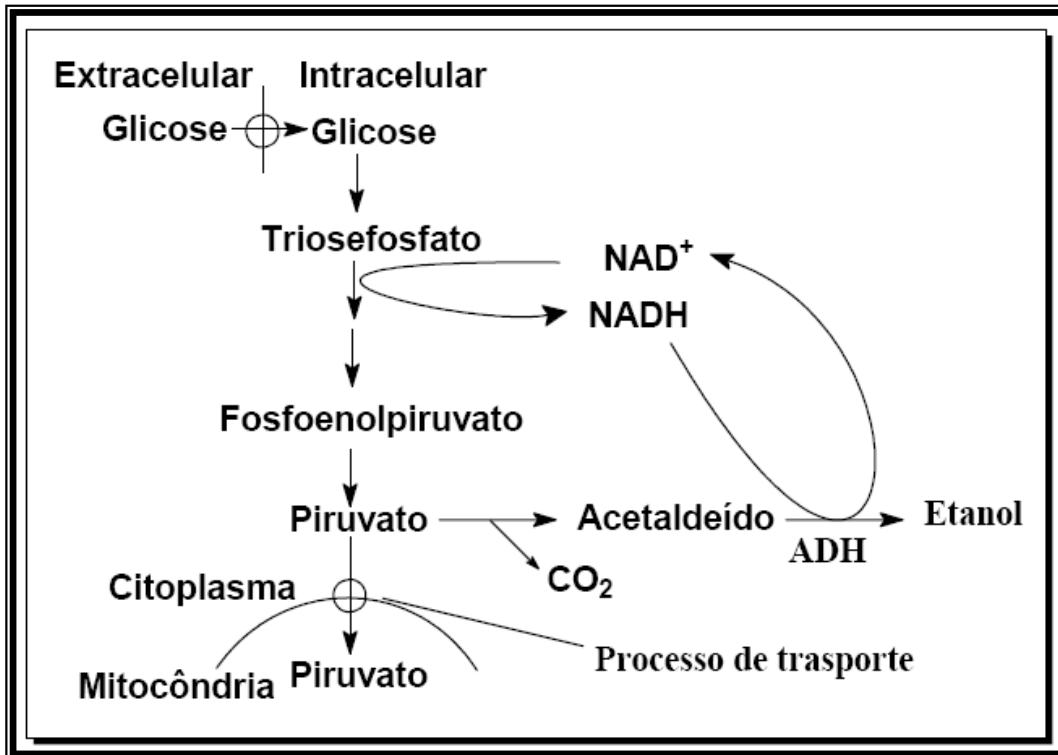 Extracelular Intracelular
Glicose Glicose
Triosefosfato
NAD⁺
NADH
Fosfoenolpiruvato
Piruvato Acetaldeído Etanol
ADH
CO₂
Citoplasma
Processo de trasporte
Mitocôndria Piruvato